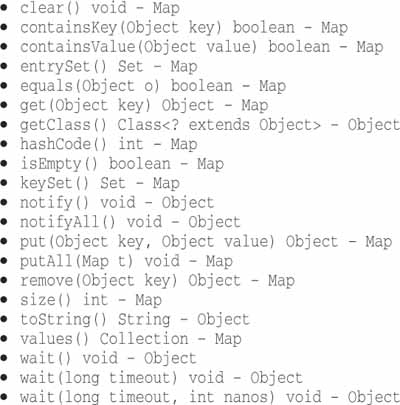 • clear() void – Map
• containsKey(Object key) boolean – Map
• containsValue(Object value) boolean – Map
• entrySet() Set – Map
• equals(Object o) boolean – Map
• get(Object key) Object – Map
• getClass() Class<? extends Object> – Object
• hashCode() int – Map
• isEmpty() boolean – Map
• keySet() Set – Map
• notify() void – Object
• notifyAll() void – Object
• put(Object key, Object value) Object – Map
• putAll(Map t) void – Map
• remove(Object key) Object – Map
• size() int – Map
• toString() String – Object
• values() Collection – Map
• wait() void – Object
• wait(long timeout) void – Object
• wait(long timeout, int nanos) void – Object